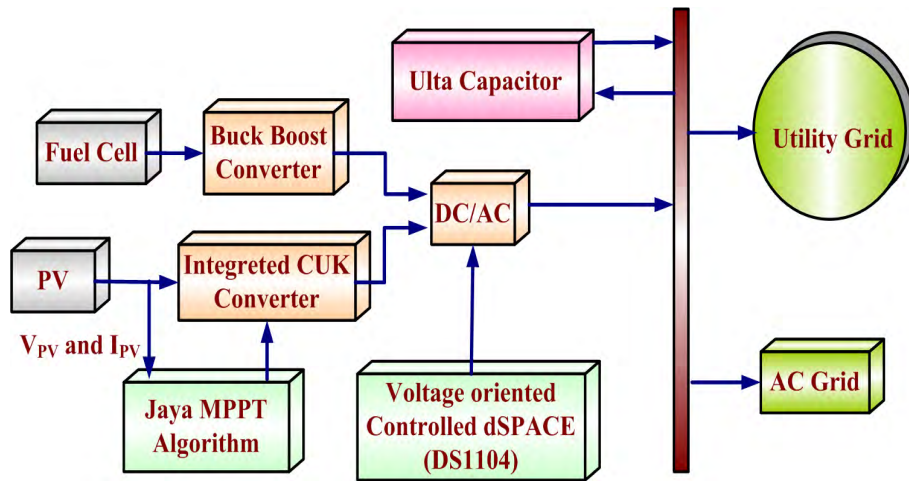 Ulta Capacitor
Utility Grid
Fuel Cell
Buck Boost
Converter
DC/AC
PV
Integreted CUK
Converter
VPV and IPV
Jaya MPPT
Algorithm
Voltage oriented
Controlled dSPACE
(DS1104)
AC Grid